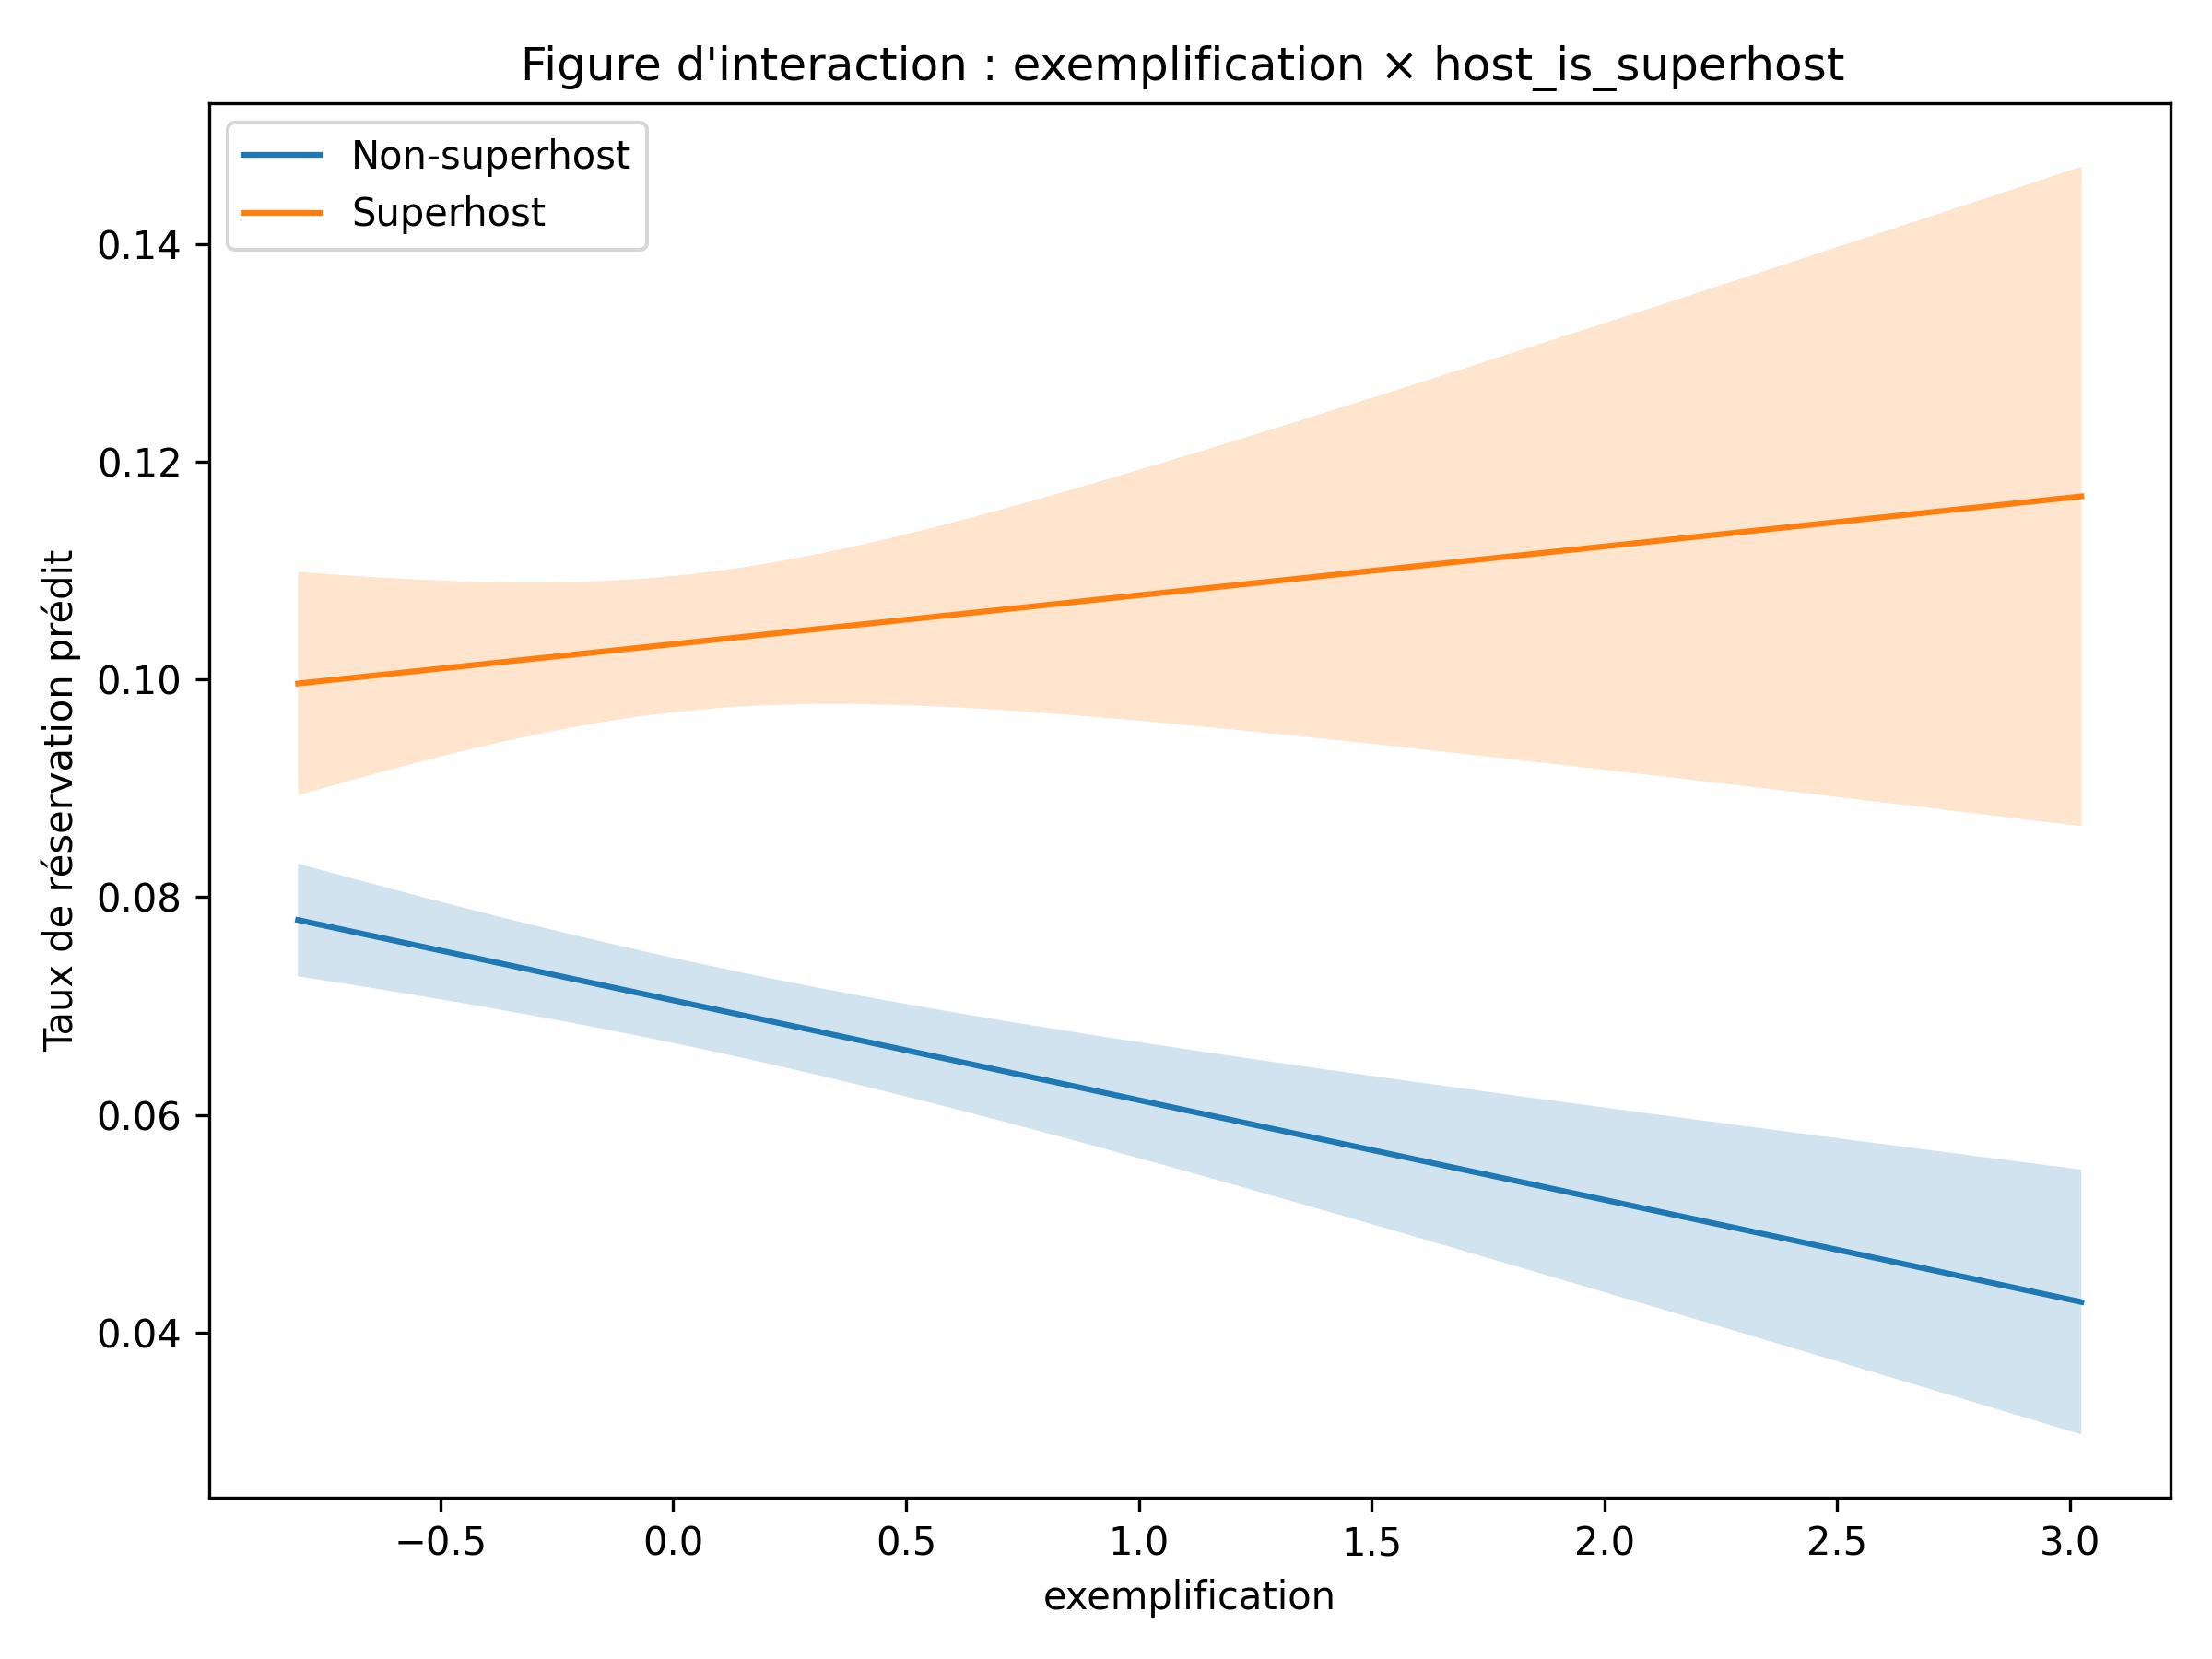 Figure d'interaction : exemplification × host_is_superhost
Non-superhost
Superhost
Taux de réservation prédit
0.14
0.12
0.10
0.08
0.06
0.04
−0.5
0.0
0.5
1.0
1.5
2.0
2.5
3.0
exemplification